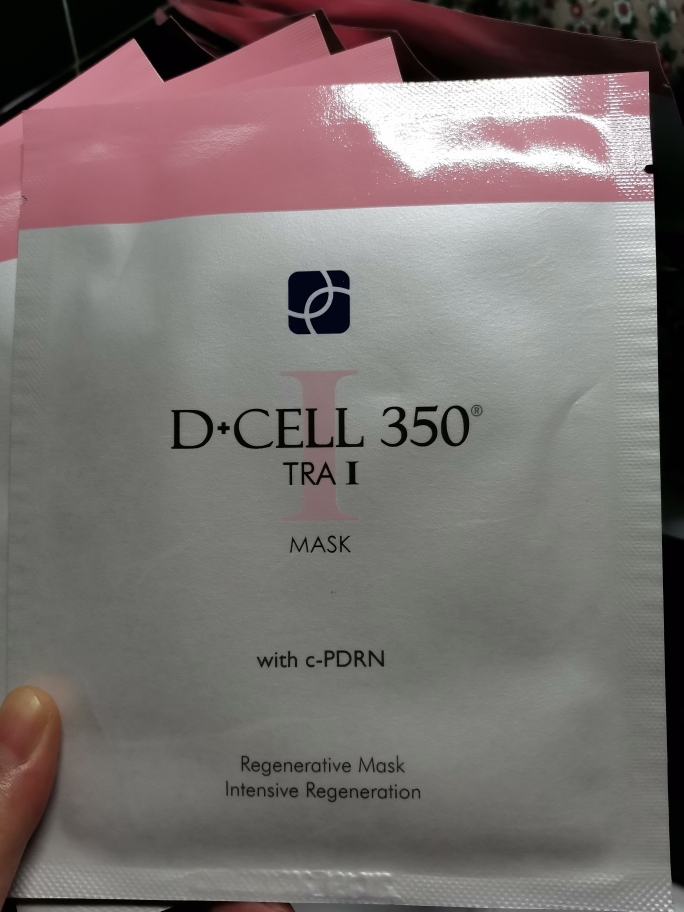 D+CELL 350®
TRA I
MASK
with c-PDRN
Regenerative Mask
Intensive Regeneration